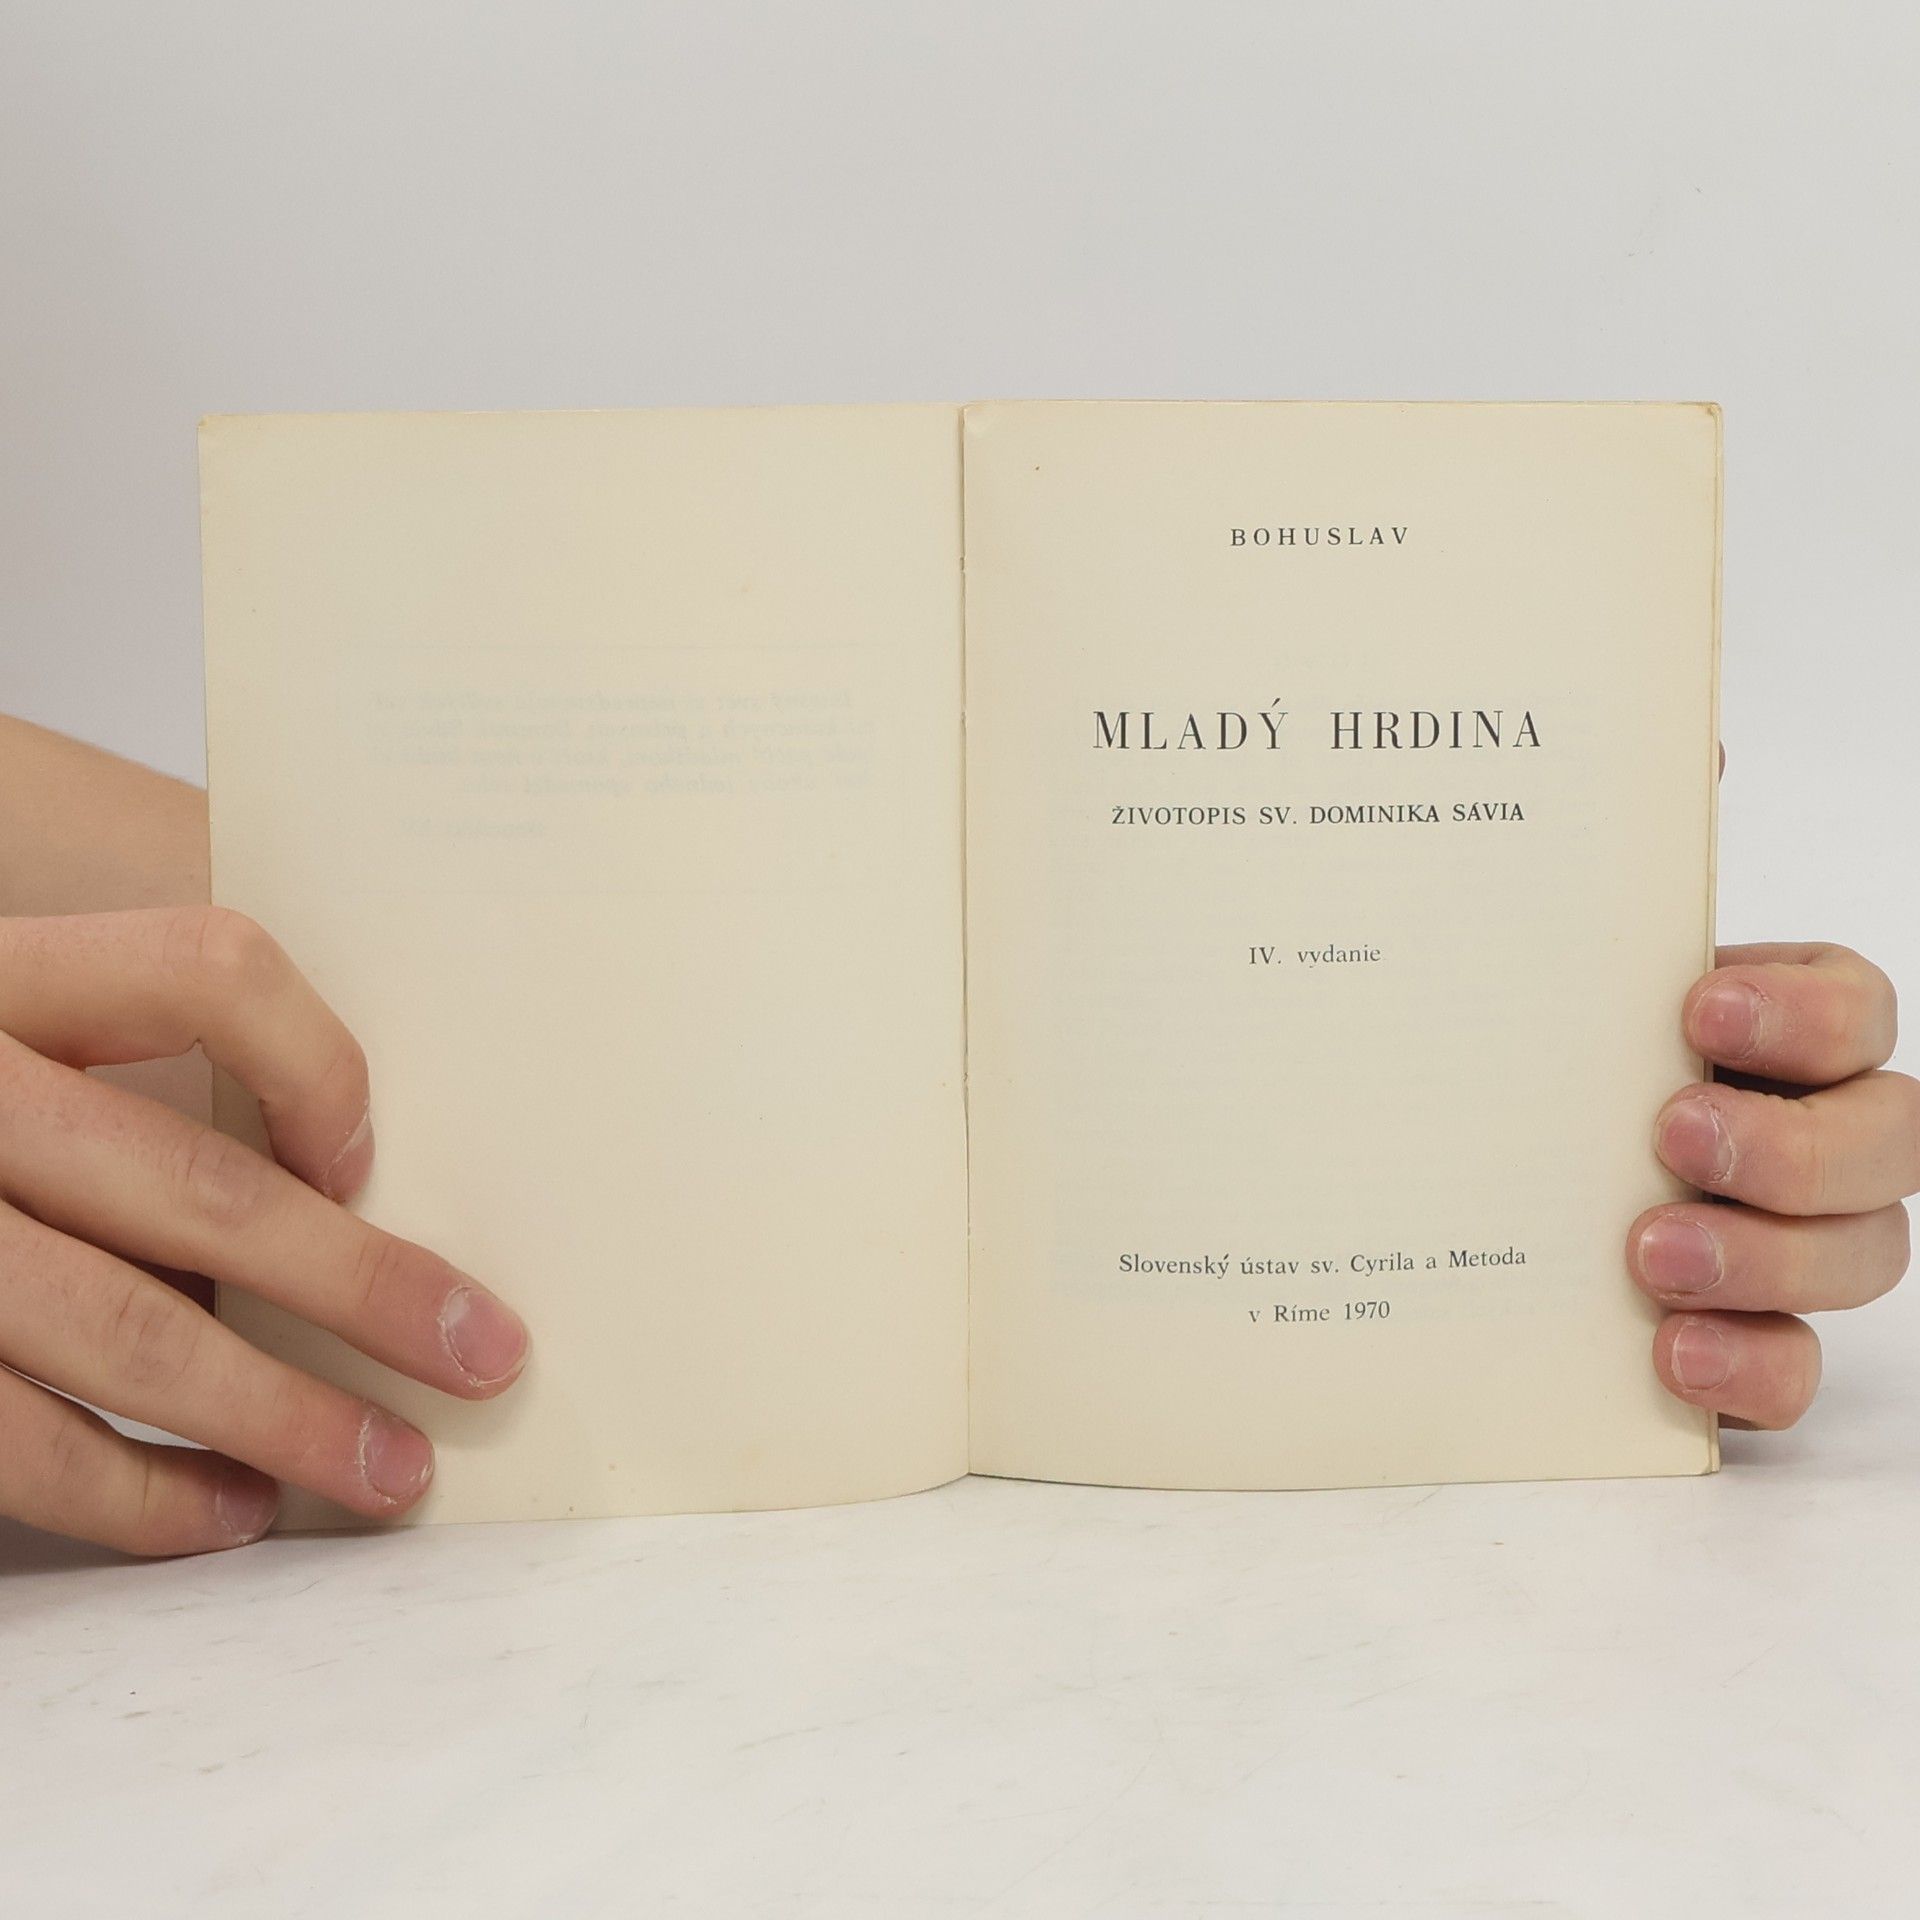 BOHUSLAV
MLADÝ HRDINA
ŽIVOTOPIS SV. DOMINIKA SÁVIA
IV. vydanie
Slovenský ústav sv. Cyrila a Metoda
v Ríme 1970